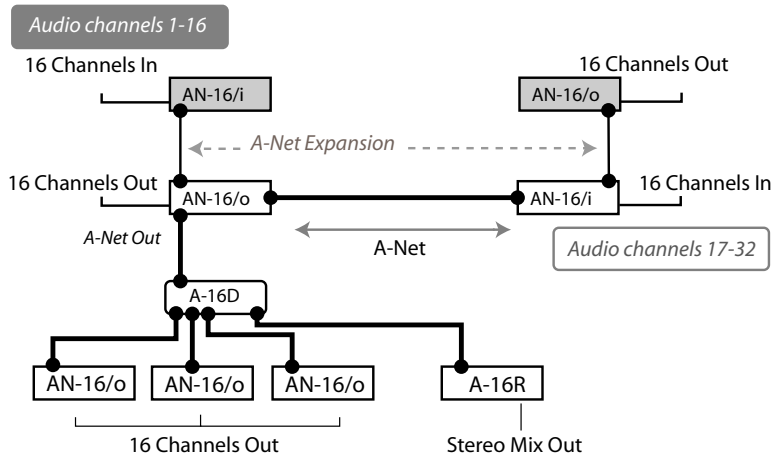 Audio channels 1-16
16 Channels In
16 Channels Out
AN-16/i
AN-16/o
A-Net Expansion
16 Channels Out
16 Channels In
AN-16/o
AN-16/i
A-Net Out
A-Net
Audio channels 17-32
A-16D
AN-16/o
AN-16/o
AN-16/o
A-16R
16 Channels Out
Stereo Mix Out